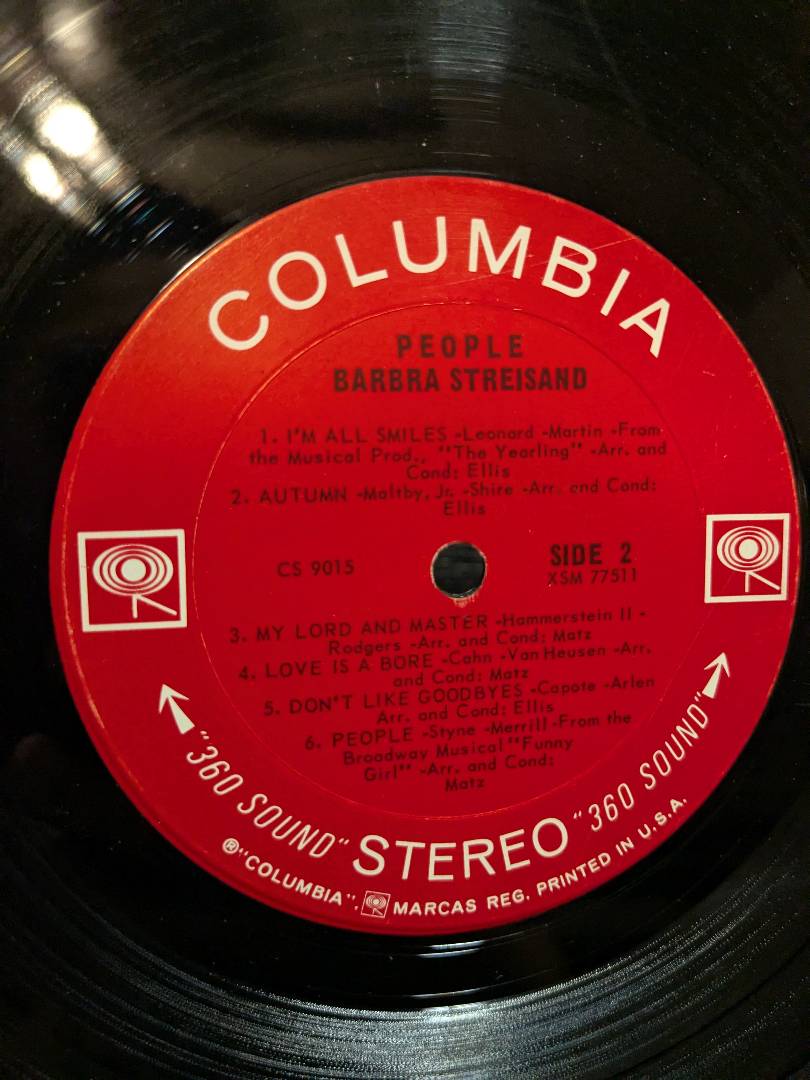 COLUMBIA
PEOPLE
BARBRA STREISAND
1. I'M ALL SMILES -Leonard -Martin -From
the Musical Prod., "The Yearling" -Arr. and
Cond: Ellis
2. AUTUMN -Maltby, Jr. -Shire -Arr. and Cond:
Ellis
CS 9015
SIDE 2
XSM 77511
3. MY LORD AND MASTER -Hammerstein II -
Rodgers -Arr. and Cond: Matz
4. LOVE IS A BORE -Cahn -Van Heusen -Arr.
and Cond: Matz
5. DON'T LIKE GOODBYES -Capote -Arlen
Arr. and Cond: Ellis
6. PEOPLE -Styne -Merrill -From the
Broadway Musical "Funny
Girl" -Arr. and Cond:
Matz
"360 SOUND" STEREO "360 SOUND"
® "COLUMBIA", MARCAS REG. PRINTED IN U.S.A.